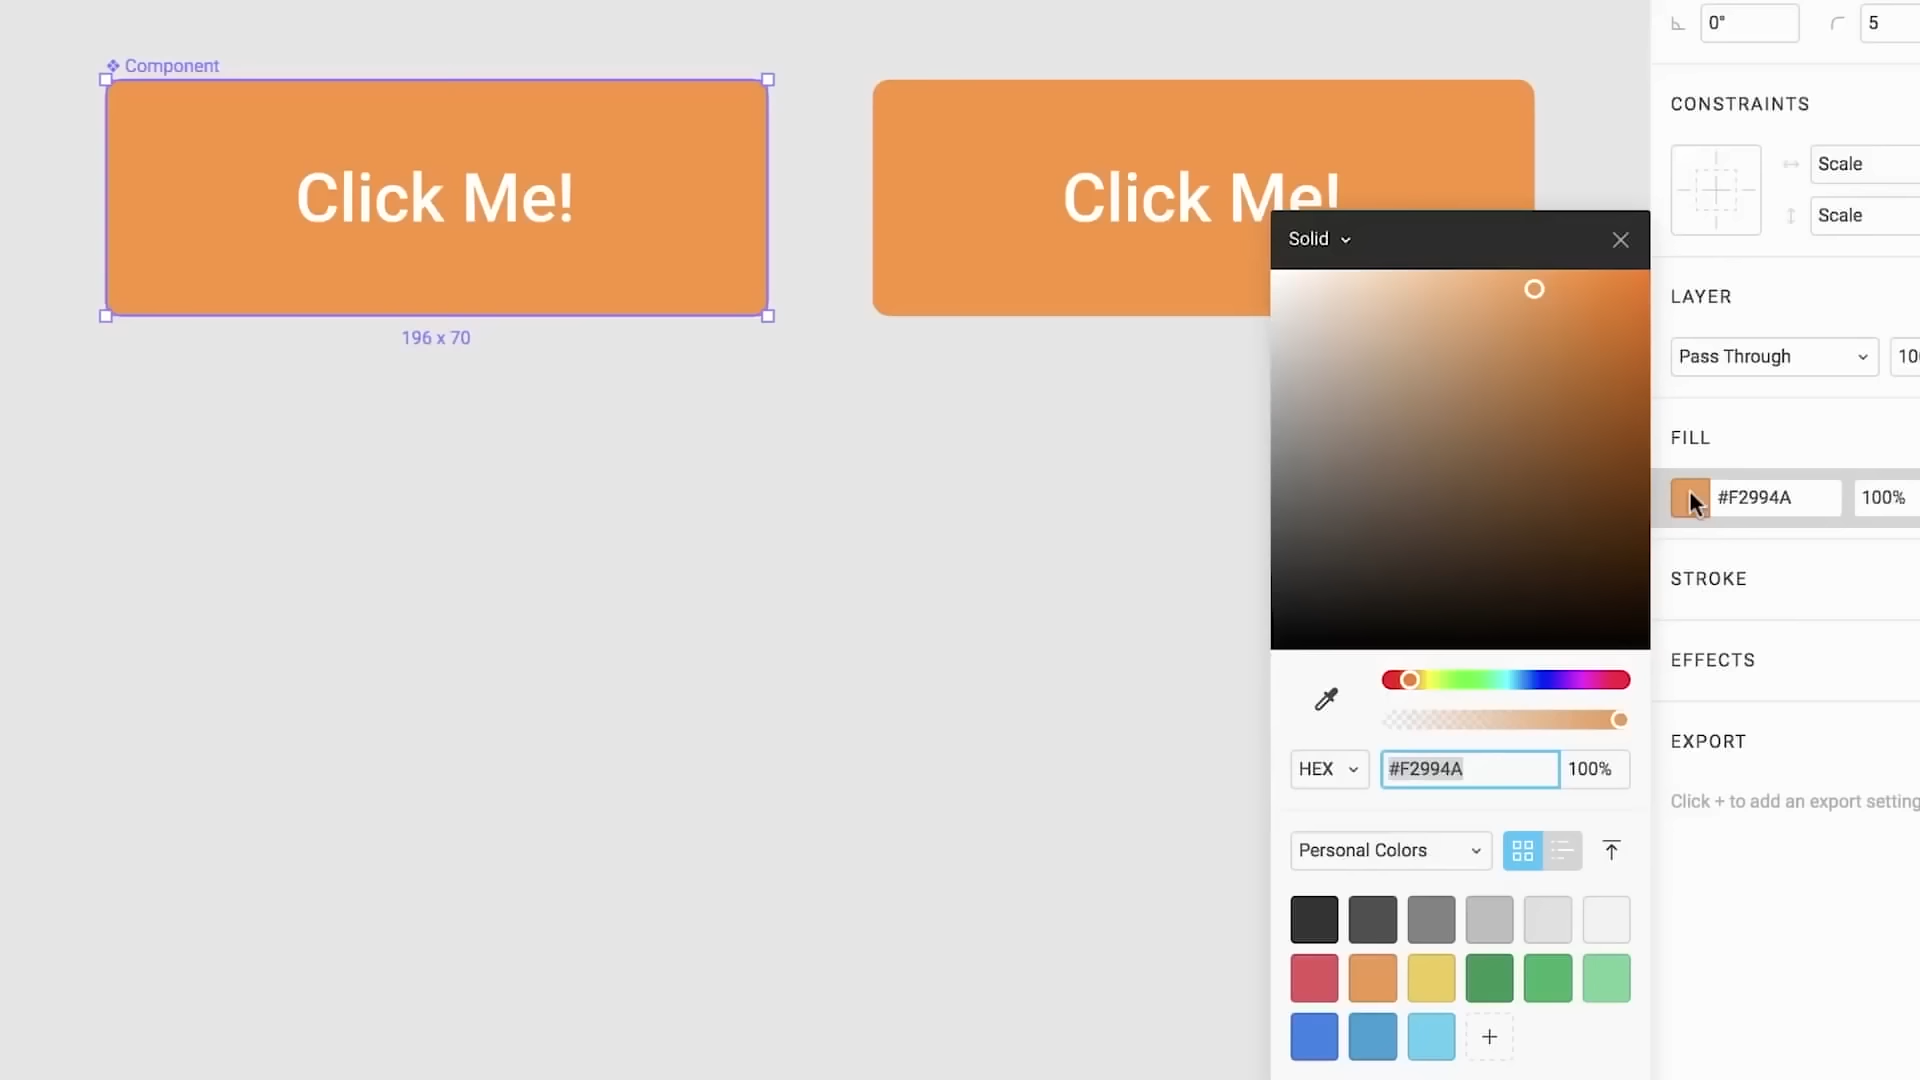 Component
Click Me!
196 x 70
Click Me!
Solid
HEX
#F2994A
100%
Personal Colors
0°
5
CONSTRAINTS
Scale
Scale
LAYER
Pass Through
FILL
#F2994A
100%
STROKE
EFFECTS
EXPORT
Click + to add an export setting